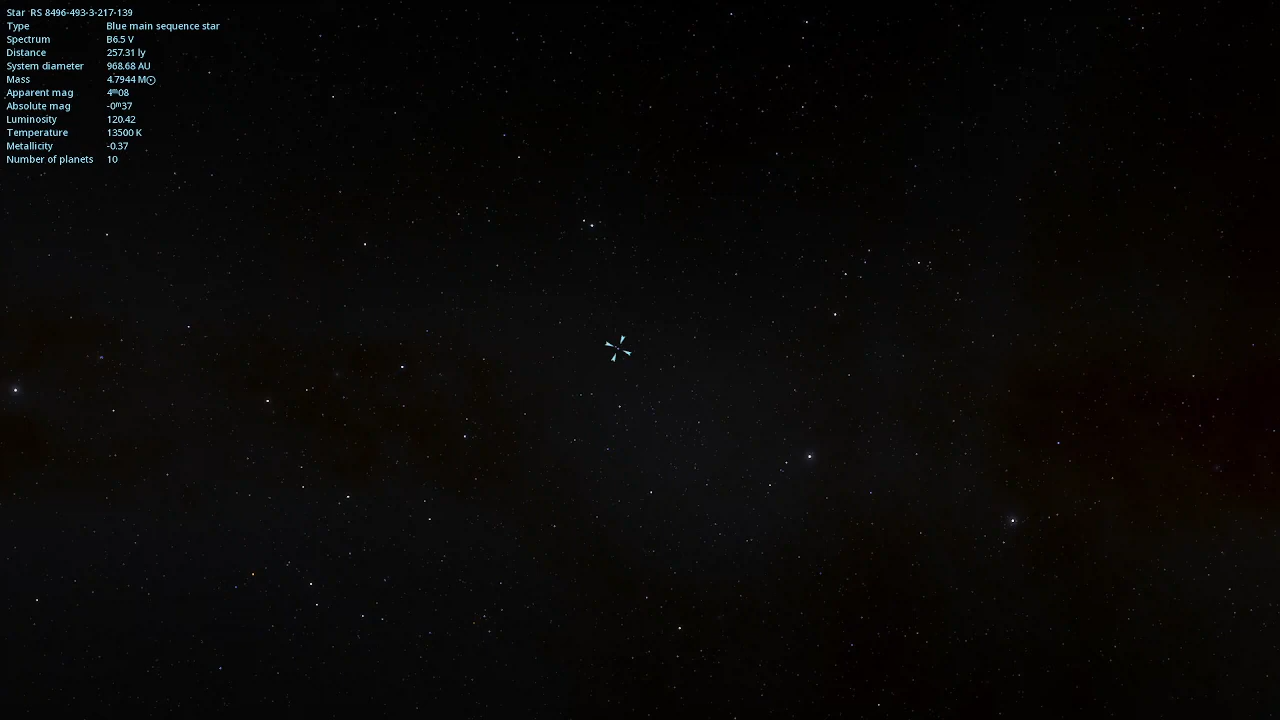 Star RS 8496-493-3-217-139
Type Blue main sequence star
Spectrum B6.5 V
Distance 257.31 ly
System diameter 968.68 AU
Mass 4.7944 M☉
Apparent mag 4ᵐ08
Absolute mag -0ᵐ37
Luminosity 120.42
Temperature 13500 K
Metallicity -0.37
Number of planets 10